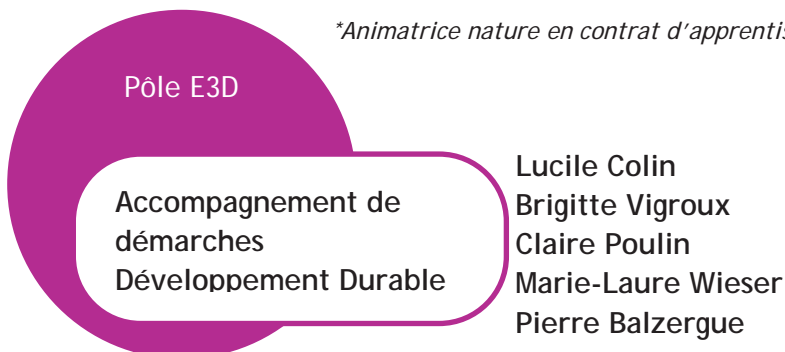 *Animatrice nature en contrat d'apprentis
Pôle E3D
Accompagnement de
démarches
Développement Durable
Lucile Colin
Brigitte Vigroux
Claire Poulin
Marie-Laure Wieser
Pierre Balzergue